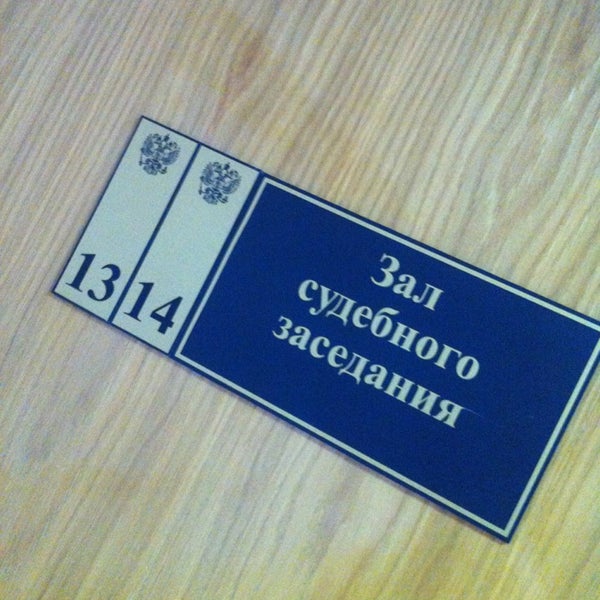 13
14
Зал
судебного
заседания